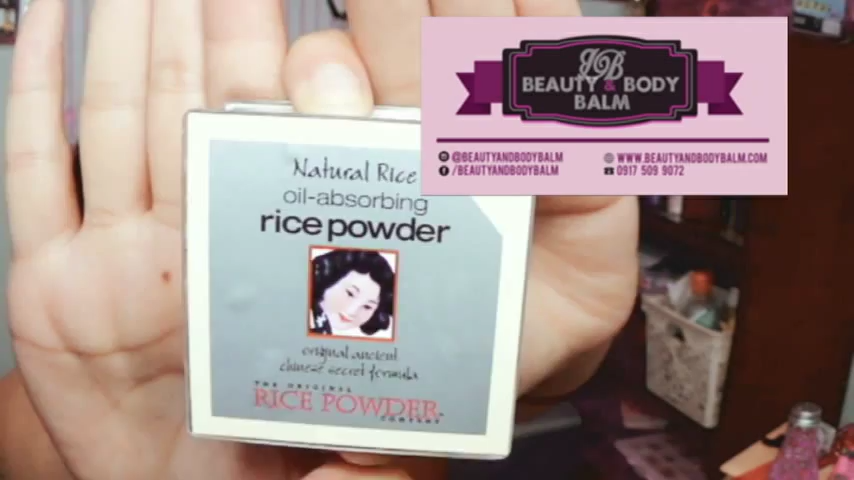 Natural Rice
oil-absorbing
rice powder
original ancient
chinese secret formula
THE ORIGINAL
RICE POWDER
COMPANY
JB
BEAUTY & BODY
BALM
@BEAUTYANDBODYBALM
/BEAUTYANDBODYBALM
WWW.BEAUTYANDBODYBALM.COM
0917 509 9072